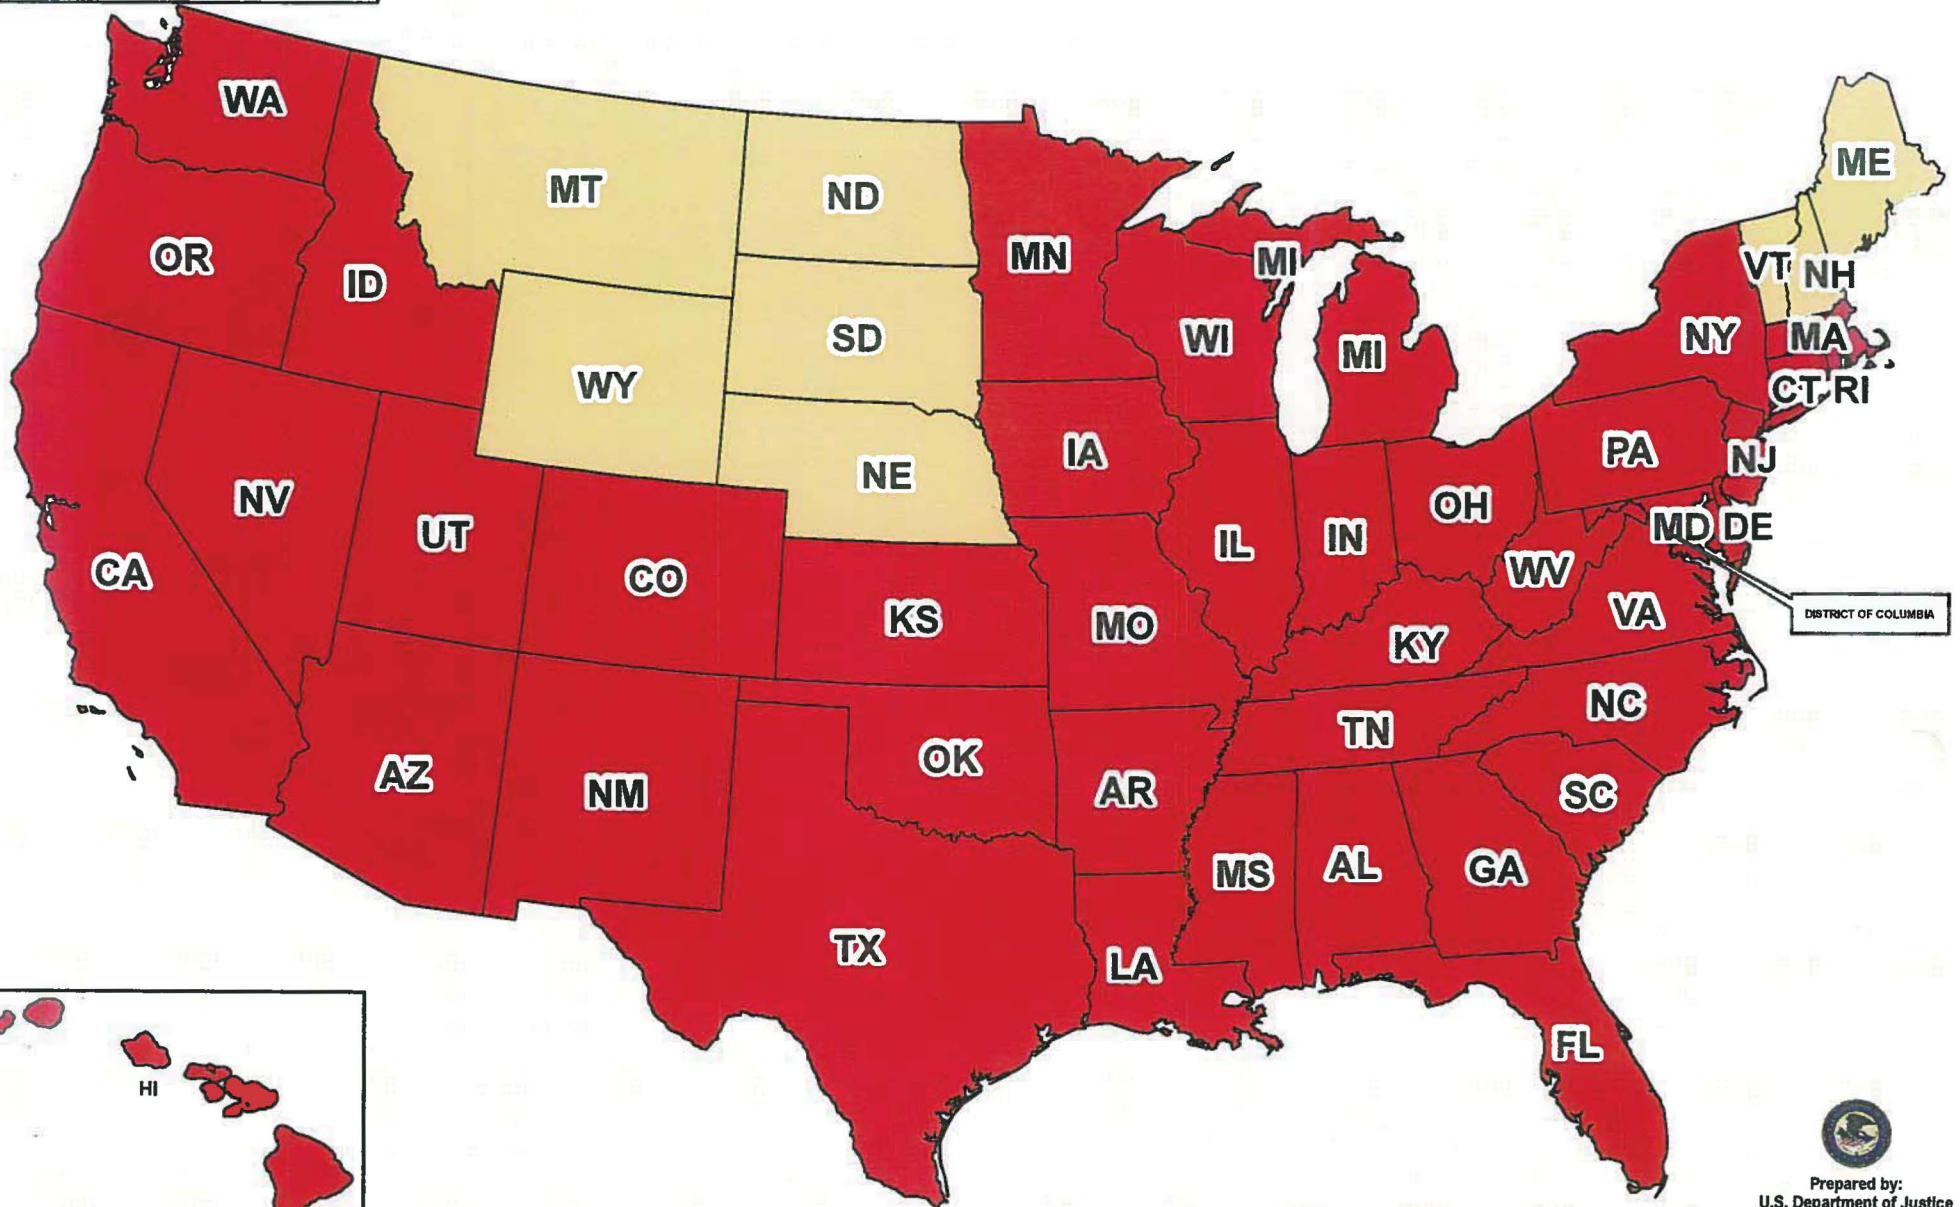 WA
MT
ND
ME
OR
ID
MN
MI
VT
NH
SD
WI
MI
NY
MA
WY
CT
RI
NE
IA
PA
NJ
NV
UT
CO
IL
IN
OH
MD
DE
CA
KS
MO
WV
VA
DISTRICT OF COLUMBIA
KY
AZ
NM
OK
AR
TN
NC
SC
MS
AL
GA
TX
LA
FL
HI
Prepared by:
U.S. Department of Justice